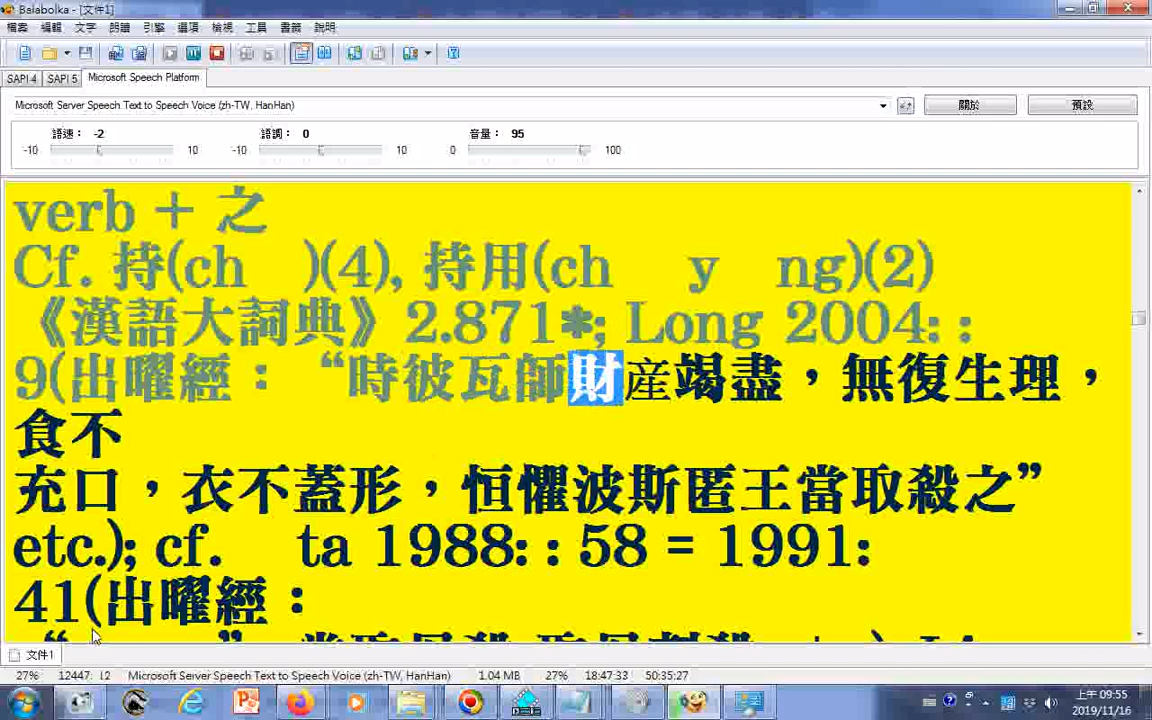 Balabolka - [文件1]
檔案 編輯 文字 朗讀 引擎 選項 檢視 工具 書籤 說明
SAPI 4 SAPI 5 Microsoft Speech Platform
Microsoft Server Speech Text to Speech Voice (zh-TW, HanHan) 關於 預設
語速： -2 語調： 0 音量： 95
-10 10 -10 10 0 100
verb + 之
Cf. 持(ch )(4), 持用(ch y ng)(2)
《漢語大詞典》 2.871*; Long 2004: :
9(出曜經： “時彼瓦師財産竭盡，無復生理，
食不
充口，衣不蓋形，恒懼波斯匿王當取殺之”
etc.); cf. ta 1988: : 58 = 1991:
41(出曜經：
文件1
27% 12447: 12 Microsoft Server Speech Text to Speech Voice (zh-TW, HanHan) 1.04 MB 27% 18:47:33 50:35:27
上午 09:55
2019/11/16